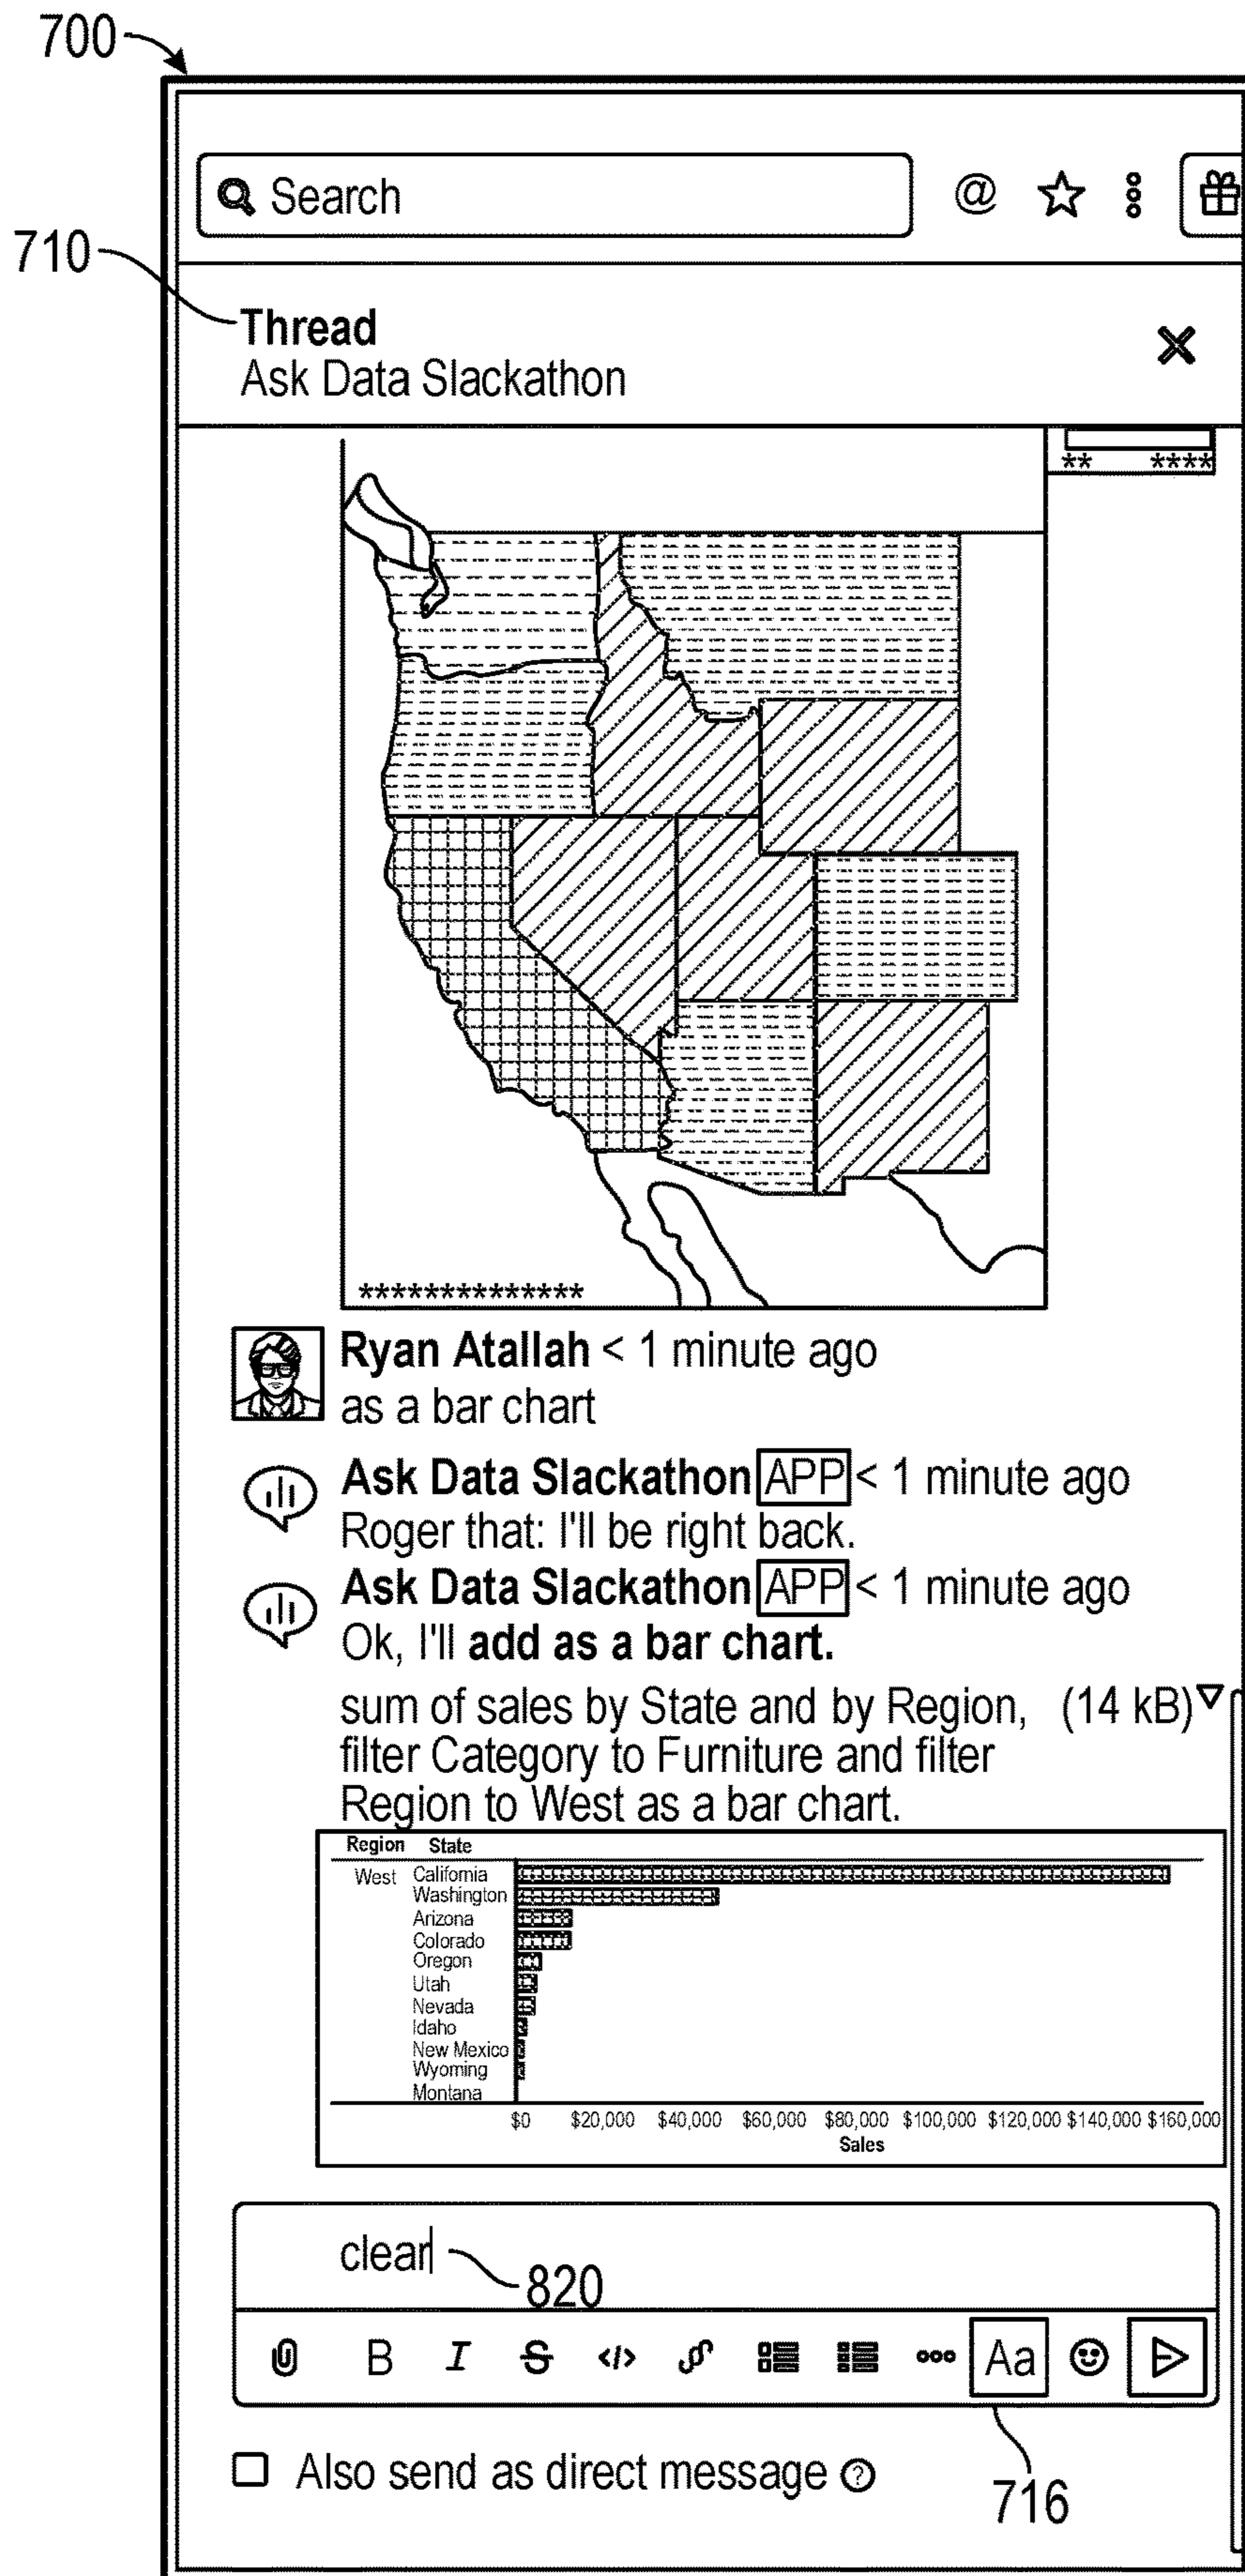 700
Search @
710
Thread
Ask Data Slackathon
** ****
**************
Ryan Atallah < 1 minute ago
as a bar chart
Ask Data Slackathon APP < 1 minute ago
Roger that: I'll be right back.
Ask Data Slackathon APP < 1 minute ago
Ok, I'll add as a bar chart.
sum of sales by State and by Region, (14 kB)
filter Category to Furniture and filter
Region to West as a bar chart.
Region State
West California
Washington
Arizona
Colorado
Oregon
Utah
Nevada
Idaho
New Mexico
Wyoming
Montana
$0 $20,000 $40,000 $60,000 $80,000 $100,000 $120,000 $140,000 $160,000
Sales
clear
820
B I S </> Aa
Also send as direct message ?
716